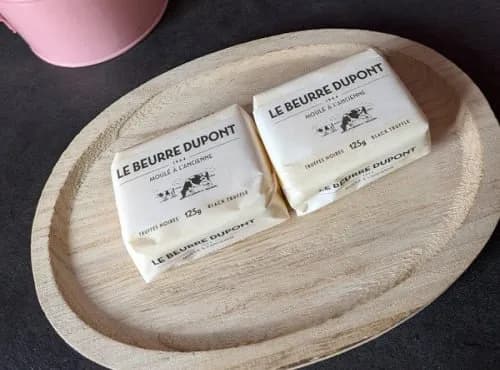 LE BEURRE DUPONT
MOULÉ À L'ANCIENNE
TRUFFES NOIRES 125g BLACK TRUFFLE
LE BEURRE DUPONT
LE BEURRE DUPONT
MOULÉ À L'ANCIENNE
TRUFFES NOIRES 125g BLACK TRUFFLE
LE BEURRE DUPONT